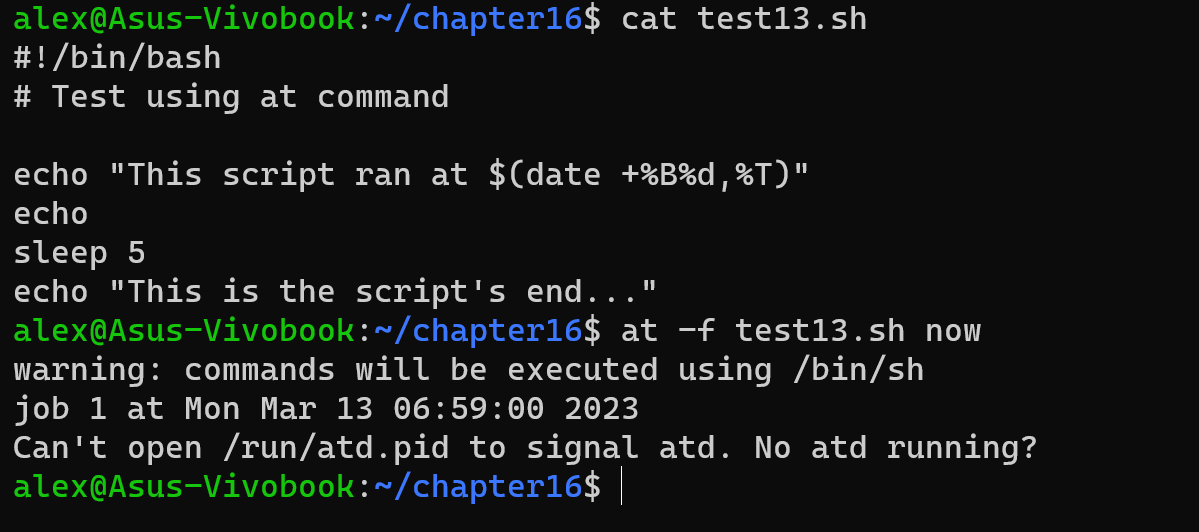 alex@Asus-Vivobook:~/chapter16$ cat test13.sh
#!/bin/bash
# Test using at command

echo "This script ran at $(date +%B%d,%T)"
echo
sleep 5
echo "This is the script's end..."
alex@Asus-Vivobook:~/chapter16$ at -f test13.sh now
warning: commands will be executed using /bin/sh
job 1 at Mon Mar 13 06:59:00 2023
Can't open /run/atd.pid to signal atd. No atd running?
alex@Asus-Vivobook:~/chapter16$